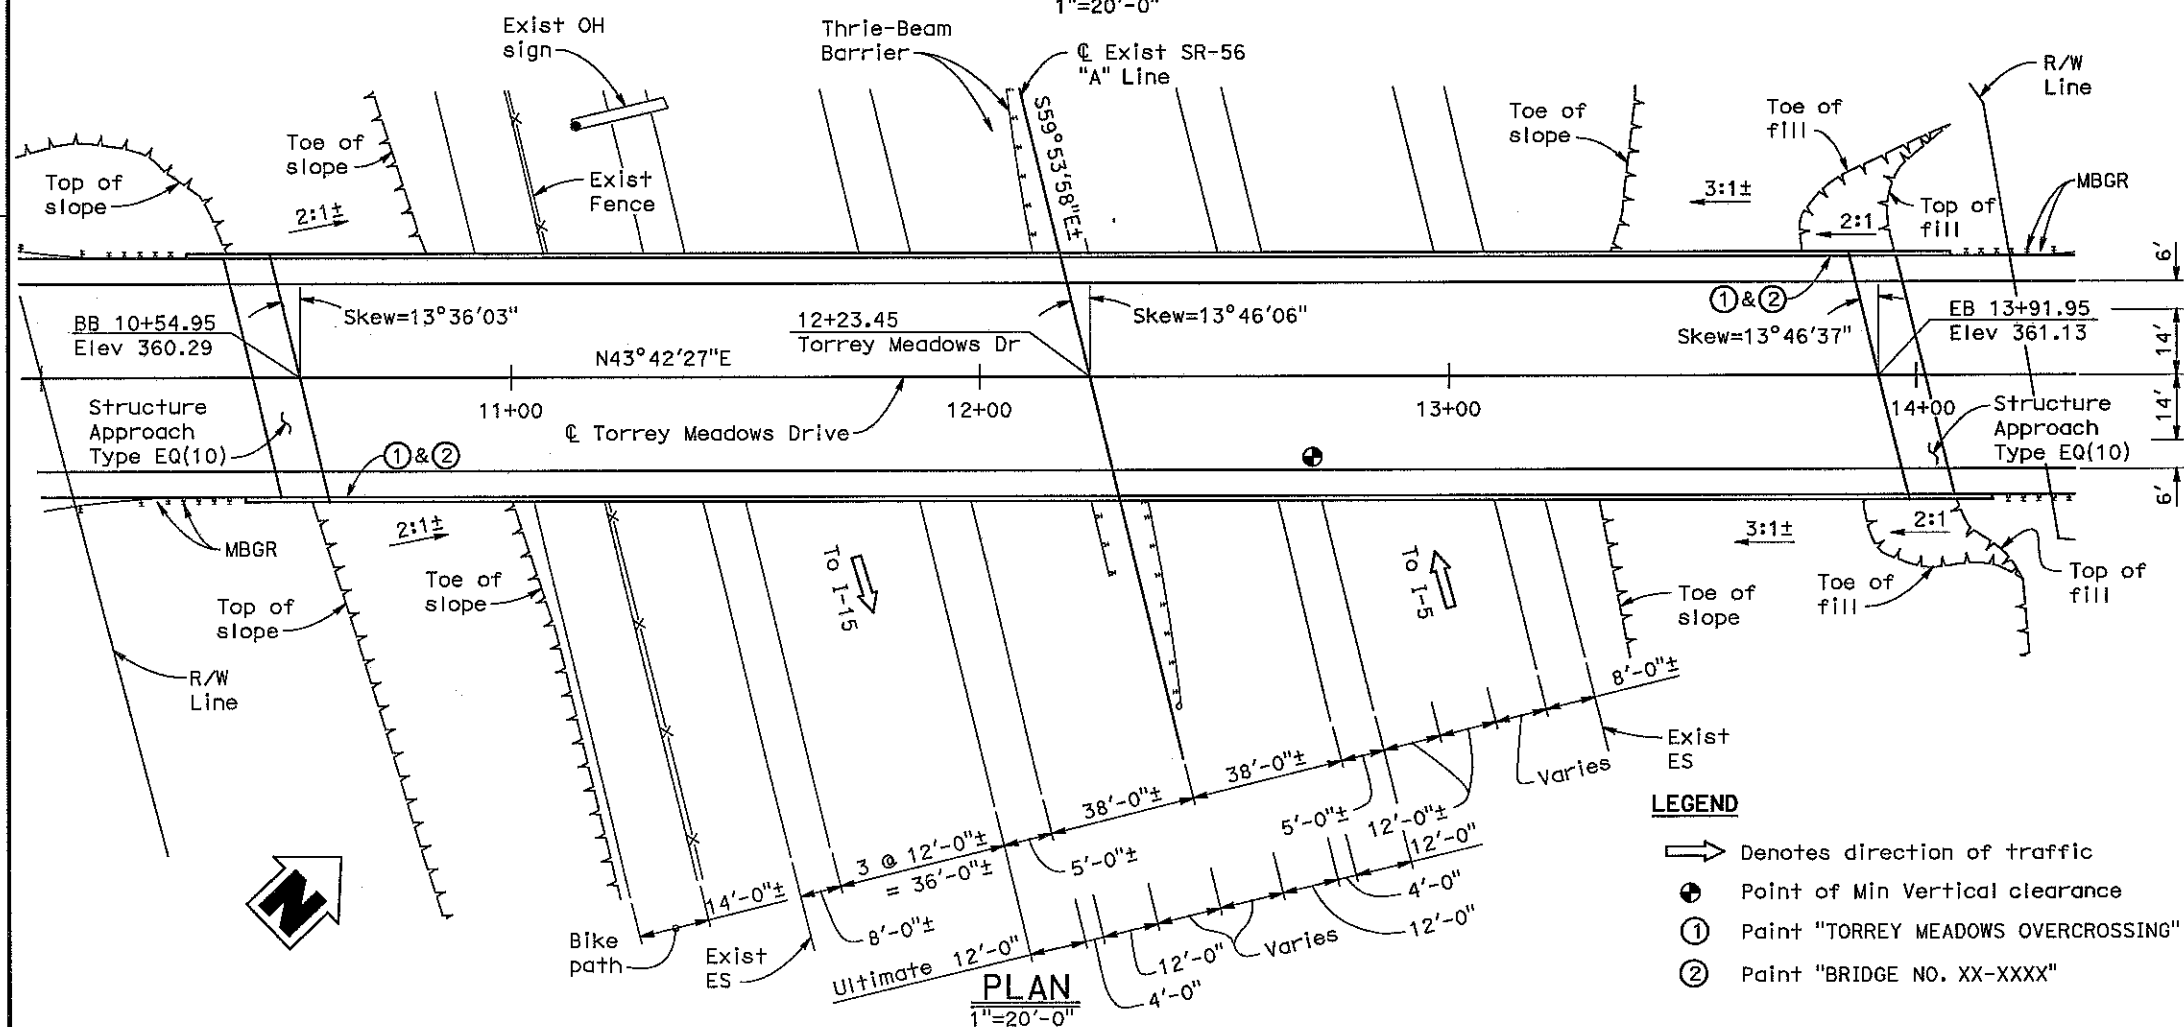 1"=20'-0"
Exist OH
sign
Thrie-Beam
Barrier
℄ Exist SR-56
"A" Line
R/W
Line
Toe of
slope
Toe of
fill
Toe of
slope
Top of
slope
Exist
Fence
S59°53'58"E±
MBGR
2:1±
3:1±
2:1
Top of
fill
6'
BB 10+54.95
Elev 360.29
Skew=13°36'03"
12+23.45
Torrey Meadows Dr
Skew=13°46'06"
①&②
Skew=13°46'37"
EB 13+91.95
Elev 361.13
14'
N43°42'27"E
11+00
12+00
13+00
14+00
14'
Structure
Approach
Type EQ(10)
℄ Torrey Meadows Drive
①&②
Structure
Approach
Type EQ(10)
6'
MBGR
2:1±
To I-15
To I-5
3:1±
2:1
Toe of
slope
Top of
slope
Toe of
slope
Toe of
fill
Top of
fill
R/W
Line
8'-0"±
Exist
ES
Varies
38'-0"±
38'-0"±
5'-0"±
12'-0"±
3 @ 12'-0"±
= 36'-0"±
5'-0"±
14'-0"±
8'-0"±
Bike
path
Exist
ES
Ultimate
12'-0"
4'-0"
12'-0"
Varies
12'-0"
4'-0"
12'-0"
N
PLAN
1"=20'-0"
LEGEND
Denotes direction of traffic
Point of Min Vertical clearance
① Paint "TORREY MEADOWS OVERCROSSING"
② Paint "BRIDGE NO. XX-XXXX"